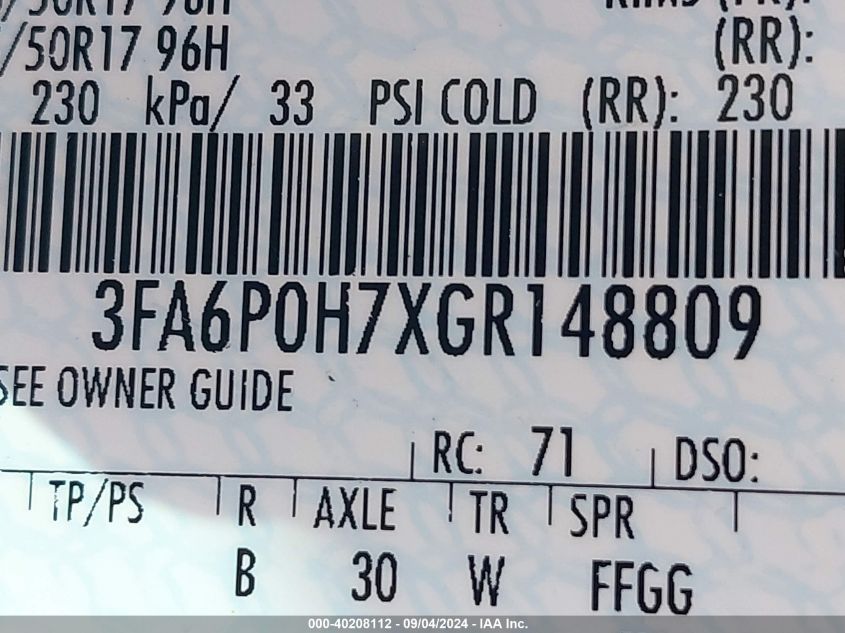 /50R17 96H (RR):
230 kPa/ 33 PSI COLD (RR): 230
3FA6P0H7XGR148809
SEE OWNER GUIDE
RC: 71 DSO:
TP/PS R AXLE TR SPR
B 30 W FFGG
000-40208112 - 09/04/2024 - IAA Inc.